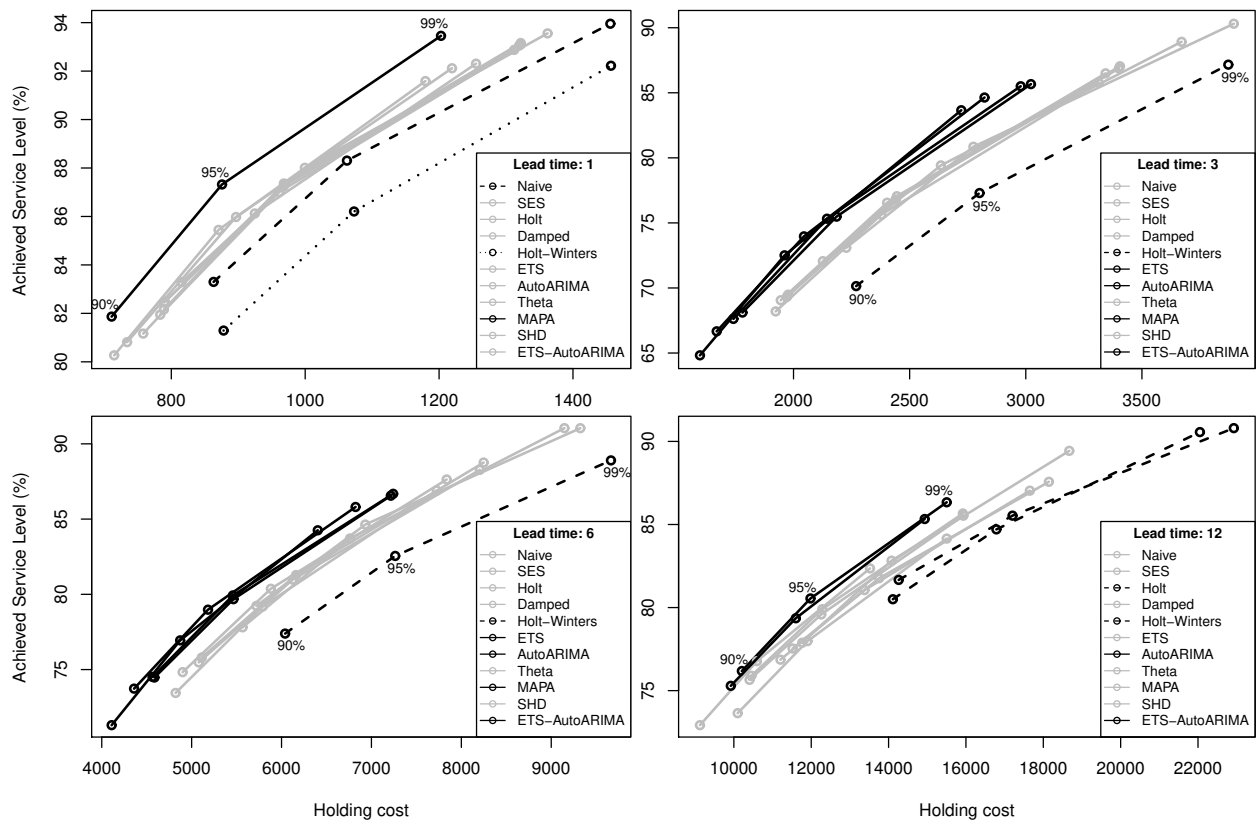 Achieved Service Level (%)
80 82 84 86 88 90 92 94
800 1000 1200 1400
90%
95%
99%
Lead time: 1
Naive
SES
Holt
Damped
Holt−Winters
ETS
AutoARIMA
Theta
MAPA
SHD
ETS−AutoARIMA
65 70 75 80 85 90
2000 2500 3000 3500
90%
95%
99%
Lead time: 3
Naive
SES
Holt
Damped
Holt−Winters
ETS
AutoARIMA
Theta
MAPA
SHD
ETS−AutoARIMA
Achieved Service Level (%)
75 80 85 90
4000 5000 6000 7000 8000 9000
Holding cost
90%
95%
99%
Lead time: 6
Naive
SES
Holt
Damped
Holt−Winters
ETS
AutoARIMA
Theta
MAPA
SHD
ETS−AutoARIMA
75 80 85 90
10000 12000 14000 16000 18000 20000 22000
Holding cost
90%
95%
99%
Lead time: 12
Naive
SES
Holt
Damped
Holt−Winters
ETS
AutoARIMA
Theta
MAPA
SHD
ETS−AutoARIMA